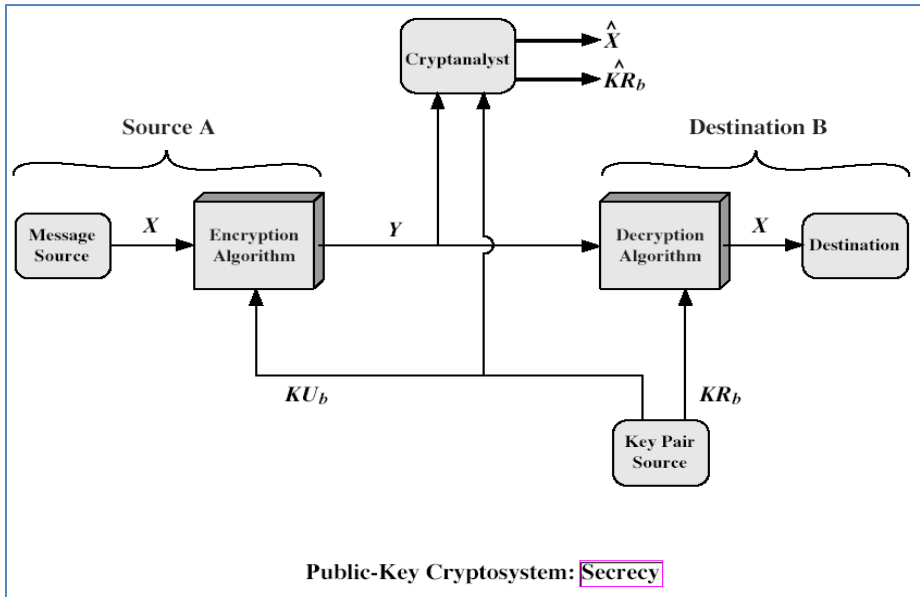 Cryptanalyst
X̂
K̂R_b
Source A
Destination B
Message
Source
X
Encryption
Algorithm
Y
Decryption
Algorithm
X
Destination
KU_b
KR_b
Key Pair
Source
Public-Key Cryptosystem: Secrecy